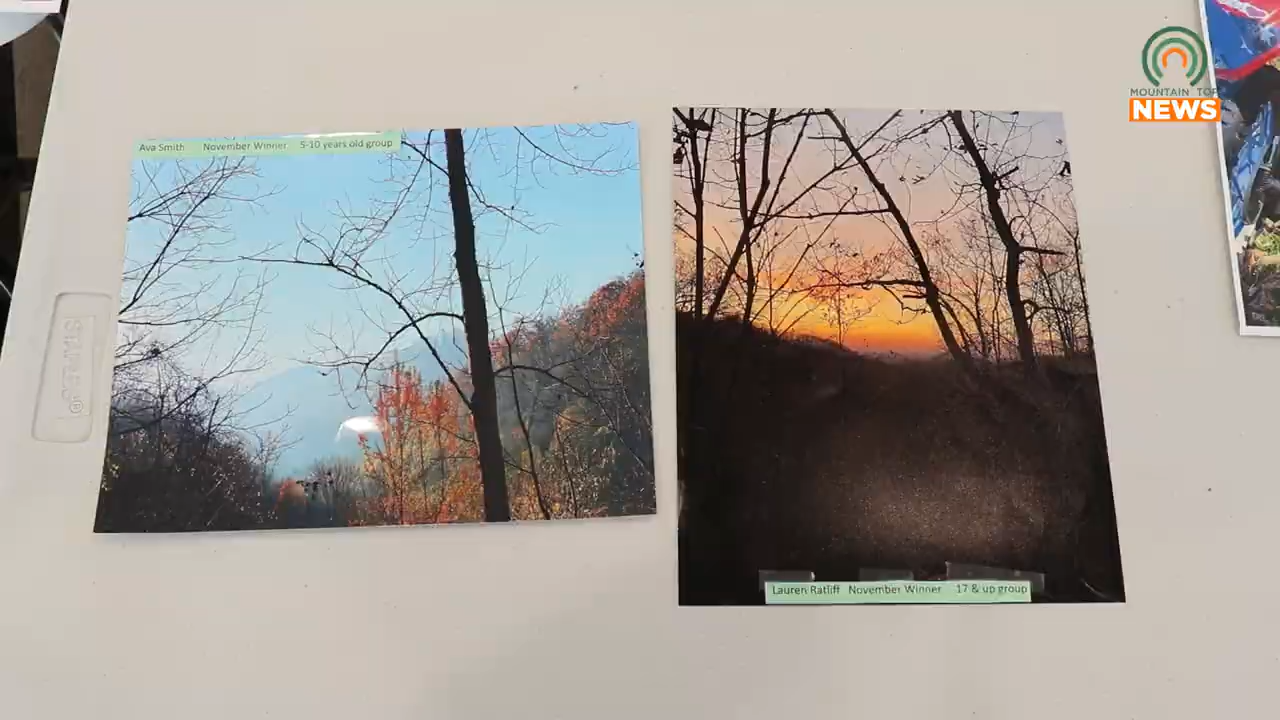 MOUNTAIN TOP
NEWS
Ava Smith November Winner 5-10 years old group
STAPLES®
Lauren Ratliff November Winner 17 & up group